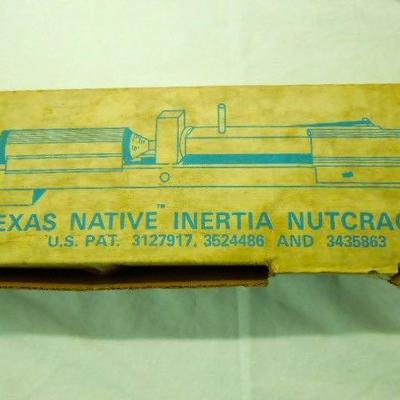 EXAS NATIVE™ INERTIA NUTCRAC
U.S. PAT. 3127917, 3524486 AND 3435863